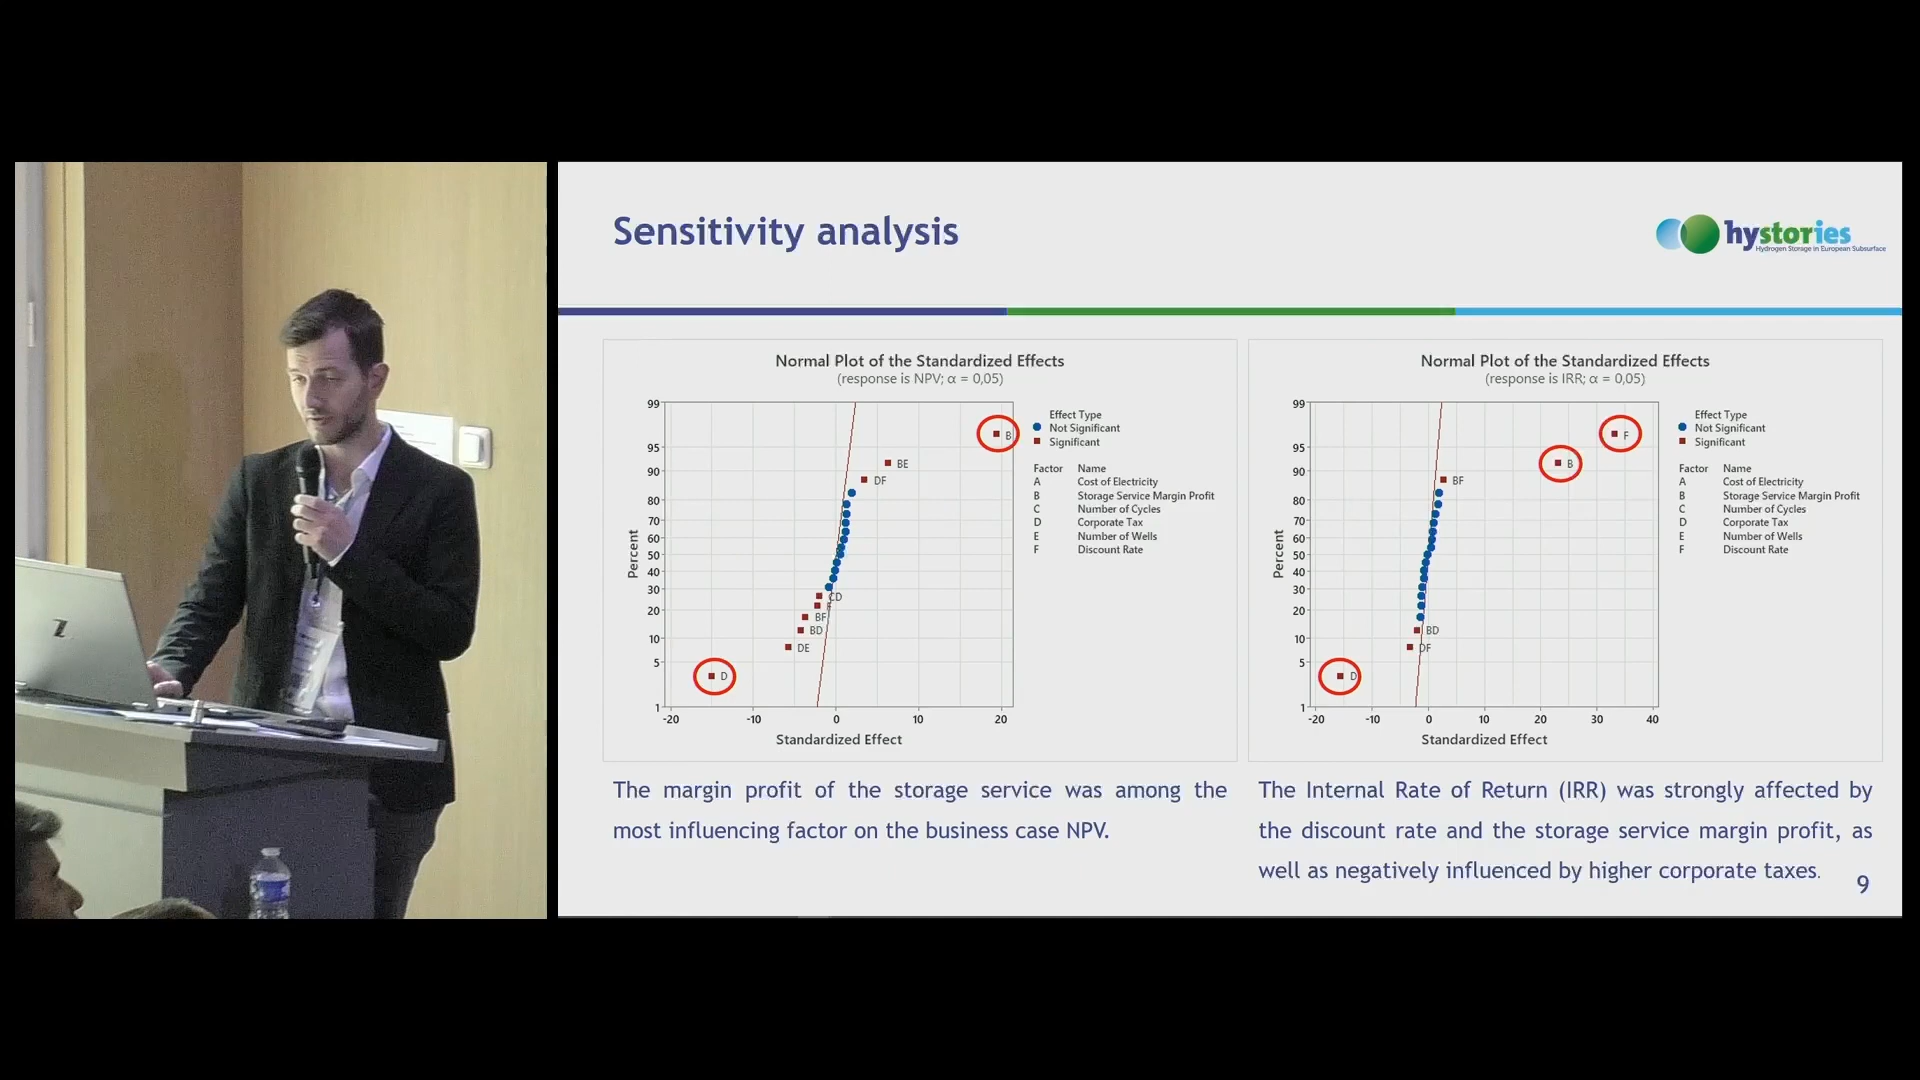 Sensitivity analysis
hystories
Hydrogen Storage in European Subsurface
Normal Plot of the Standardized Effects
(response is NPV; α = 0,05)
99
95
90
80
70
60
50
40
30
20
10
5
1
Percent
-20
-10
0
10
20
Standardized Effect
B
BE
DF
CD
F
BF
BD
DE
D
Effect Type
Not Significant
Significant
Factor Name
A Cost of Electricity
B Storage Service Margin Profit
C Number of Cycles
D Corporate Tax
E Number of Wells
F Discount Rate
Normal Plot of the Standardized Effects
(response is IRR; α = 0,05)
99
95
90
80
70
60
50
40
30
20
10
5
1
Percent
-20
-10
0
10
20
30
40
Standardized Effect
F
B
BF
BD
DF
D
Effect Type
Not Significant
Significant
Factor Name
A Cost of Electricity
B Storage Service Margin Profit
C Number of Cycles
D Corporate Tax
E Number of Wells
F Discount Rate
The margin profit of the storage service was among the
most influencing factor on the business case NPV.
The Internal Rate of Return (IRR) was strongly affected by
the discount rate and the storage service margin profit, as
well as negatively influenced by higher corporate taxes.
9